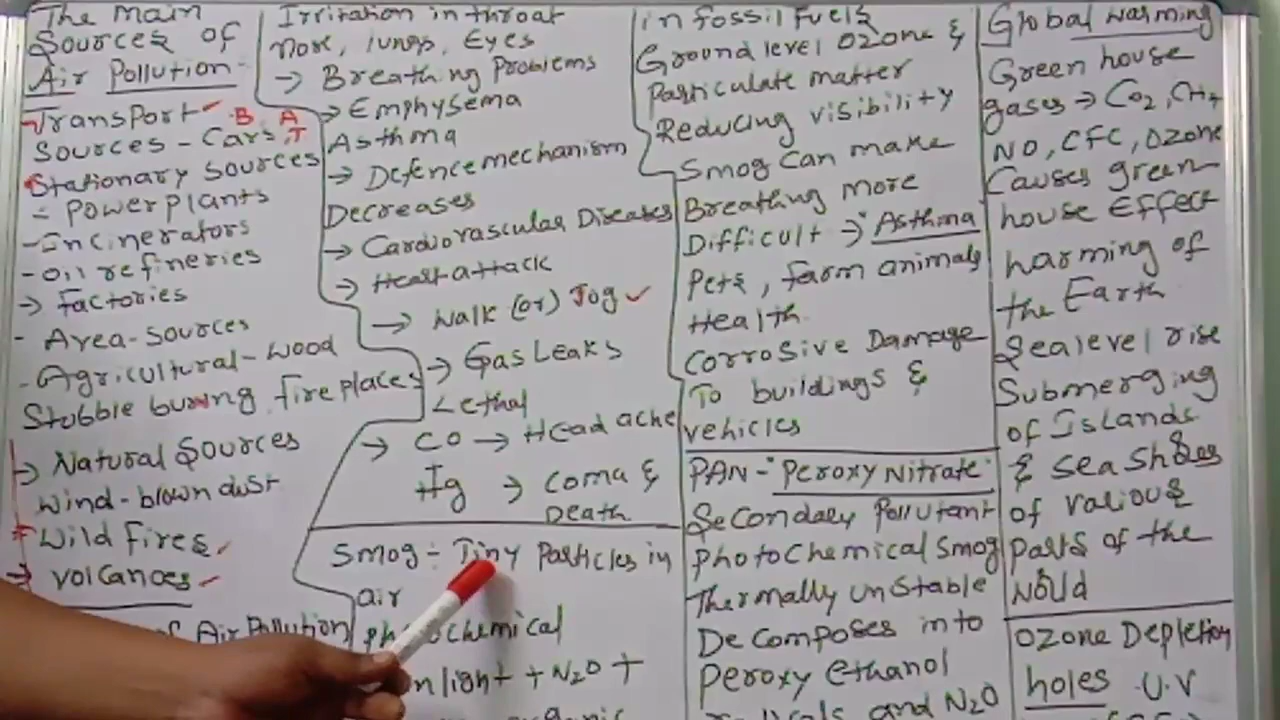 The Main
Sources of
Air Pollution
Transport B A
Sources - Cars, T
Stationary Sources
- Powerplants
- Incinerators
- Oil refineries
→ factories
- Area-sources
- Agricultural - wood
Stubble burning fire places
→ Natural Sources
Wind-blown dust
* Wild fires
→ Volcanoes
of Air Pollution
Irritation in throat
Nose, lungs, Eyes
→ Breathing Problems
→ Emphysema
Asthma
→ Defence mechanism
Decreases
→ Cardiovascular Diseases
→ Heart attack
→ Walk (or) Jog
→ Gas Leaks
Lethal
→ CO → Head ache
Hg → Coma &
Death
Smog ÷ Tiny Particles in
air
chemical
light + N2O +
in fossil fuels
Ground level Ozone &
Particulate matter
Reducing visibility
Smog Can make
Breathing more
Difficult → "Asthma"
Pets, farm animals
Health
Corrosive Damage
To buildings &
vehicles
PAN - "Peroxy Nitrate"
Secondary Pollutant
PhotoChemical Smog
Thermally unstable
DeComposes into
Peroxy ethanol
and N2O
Global warming
Green house
gases → CO2, CH4
NO, CFC, Ozone
Causes green
house Effect
harming of
the Earth
Sealevel rise
Submerging
of Islands
& Seashores
of various
parts of the
World
Ozone Depletion
holes U.V